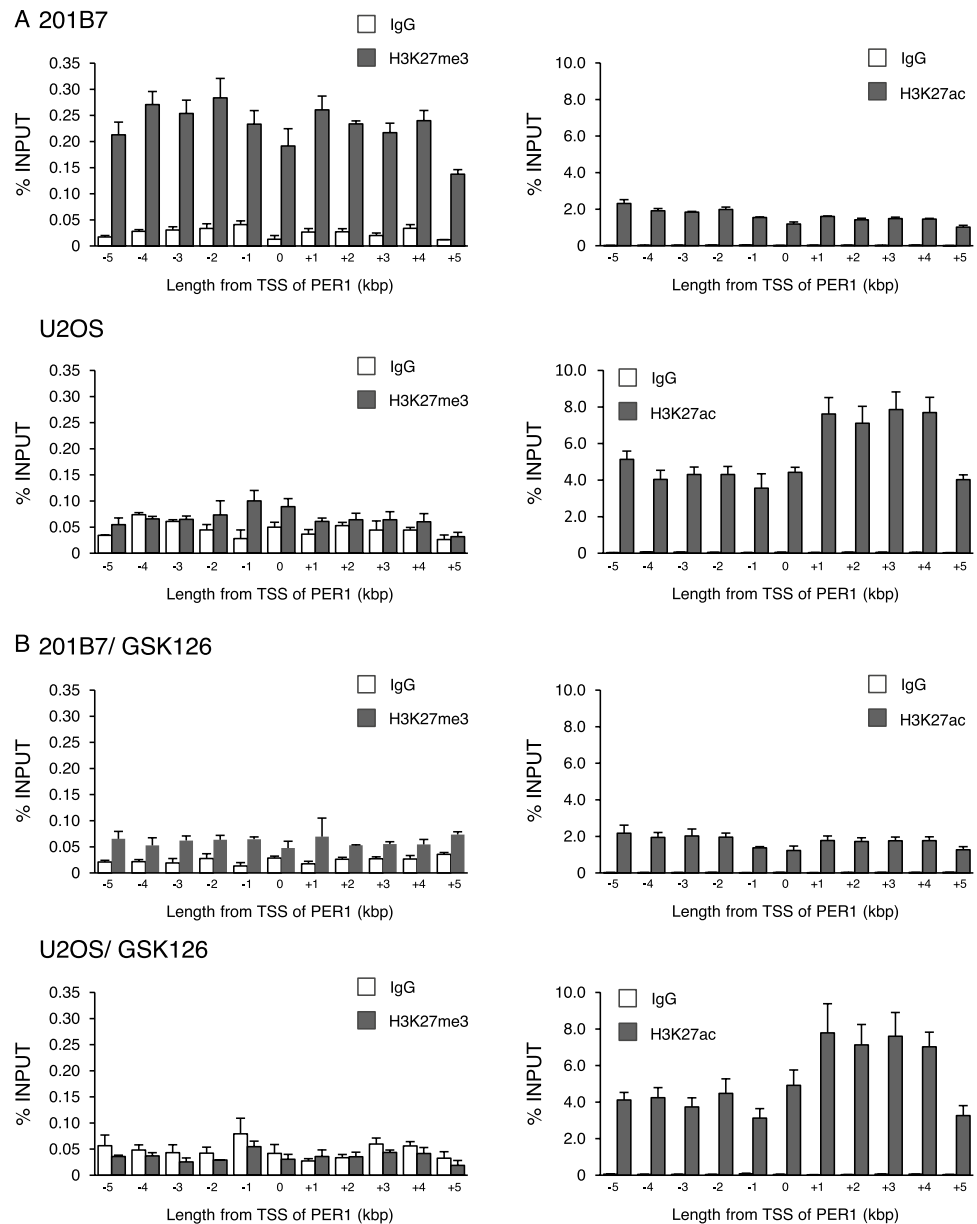 A 201B7
IgG
H3K27me3
0.35
0.30
0.25
0.20
0.15
0.10
0.05
0
% INPUT
-5 -4 -3 -2 -1 0 +1 +2 +3 +4 +5
Length from TSS of PER1 (kbp)
IgG
H3K27ac
10.0
8.0
6.0
4.0
2.0
0
% INPUT
-5 -4 -3 -2 -1 0 +1 +2 +3 +4 +5
Length from TSS of PER1 (kbp)
U2OS
IgG
H3K27me3
0.35
0.30
0.25
0.20
0.15
0.10
0.05
0
% INPUT
-5 -4 -3 -2 -1 0 +1 +2 +3 +4 +5
Length from TSS of PER1 (kbp)
IgG
H3K27ac
10.0
8.0
6.0
4.0
2.0
0
% INPUT
-5 -4 -3 -2 -1 0 +1 +2 +3 +4 +5
Length from TSS of PER1 (kbp)
B 201B7/ GSK126
IgG
H3K27me3
0.35
0.30
0.25
0.20
0.15
0.10
0.05
0
% INPUT
-5 -4 -3 -2 -1 0 +1 +2 +3 +4 +5
Length from TSS of PER1 (kbp)
IgG
H3K27ac
10.0
8.0
6.0
4.0
2.0
0
% INPUT
-5 -4 -3 -2 -1 0 +1 +2 +3 +4 +5
Length from TSS of PER1 (kbp)
U2OS/ GSK126
IgG
H3K27me3
0.35
0.30
0.25
0.20
0.15
0.10
0.05
0
% INPUT
-5 -4 -3 -2 -1 0 +1 +2 +3 +4 +5
Length from TSS of PER1 (kbp)
IgG
H3K27ac
10.0
8.0
6.0
4.0
2.0
0
% INPUT
-5 -4 -3 -2 -1 0 +1 +2 +3 +4 +5
Length from TSS of PER1 (kbp)